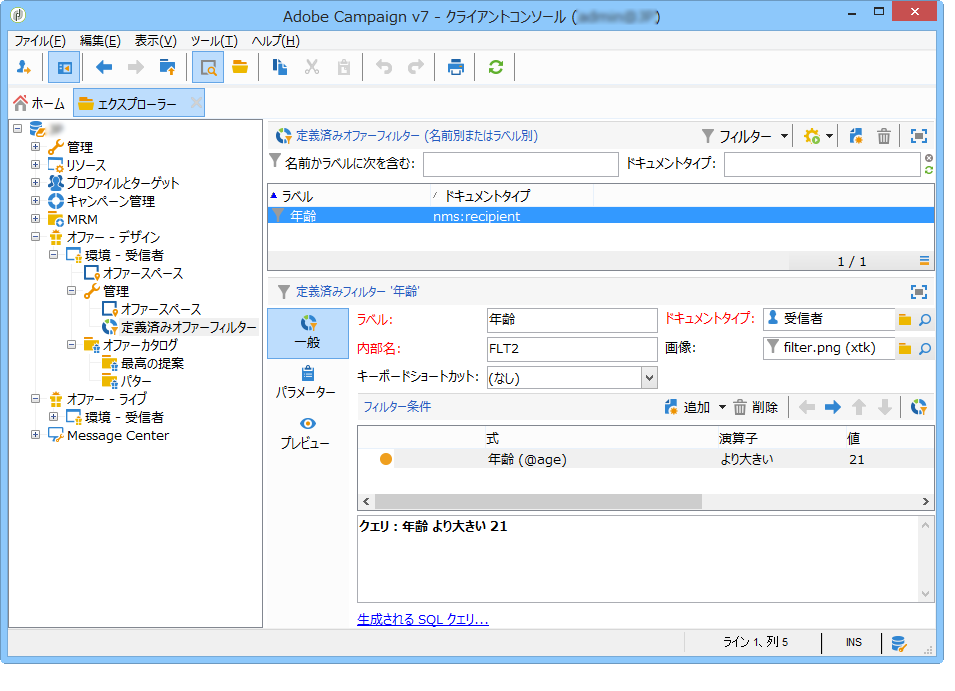 Adobe Campaign v7 - クライアントコンソール (
ファイル(F) 編集(E) 表示(V) ツール(T) ヘルプ(H)
ホーム
エクスプローラー
管理
リソース
プロファイルとターゲット
キャンペーン管理
MRM
オファー - デザイン
環境 - 受信者
オファースペース
管理
オファースペース
定義済みオファーフィルター
オファーカタログ
最高の提案
バター
オファー - ライブ
環境 - 受信者
Message Center
定義済みオファーフィルター (名前別またはラベル別)
フィルター
名前かラベルに次を含む:
ドキュメントタイプ:
ラベル
ドキュメントタイプ
年齢
nms:recipient
1 / 1
定義済みフィルター '年齢'
一般
パラメーター
プレビュー
ラベル:
年齢
ドキュメントタイプ:
受信者
内部名:
FLT2
画像:
filter.png (xtk)
キーボードショートカット:
(なし)
フィルター条件
追加
削除
式
演算子
値
年齢 (@age)
より大きい
21
クエリ : 年齢 より大きい 21
生成される SQL クエリ...
ライン 1、列 5
INS